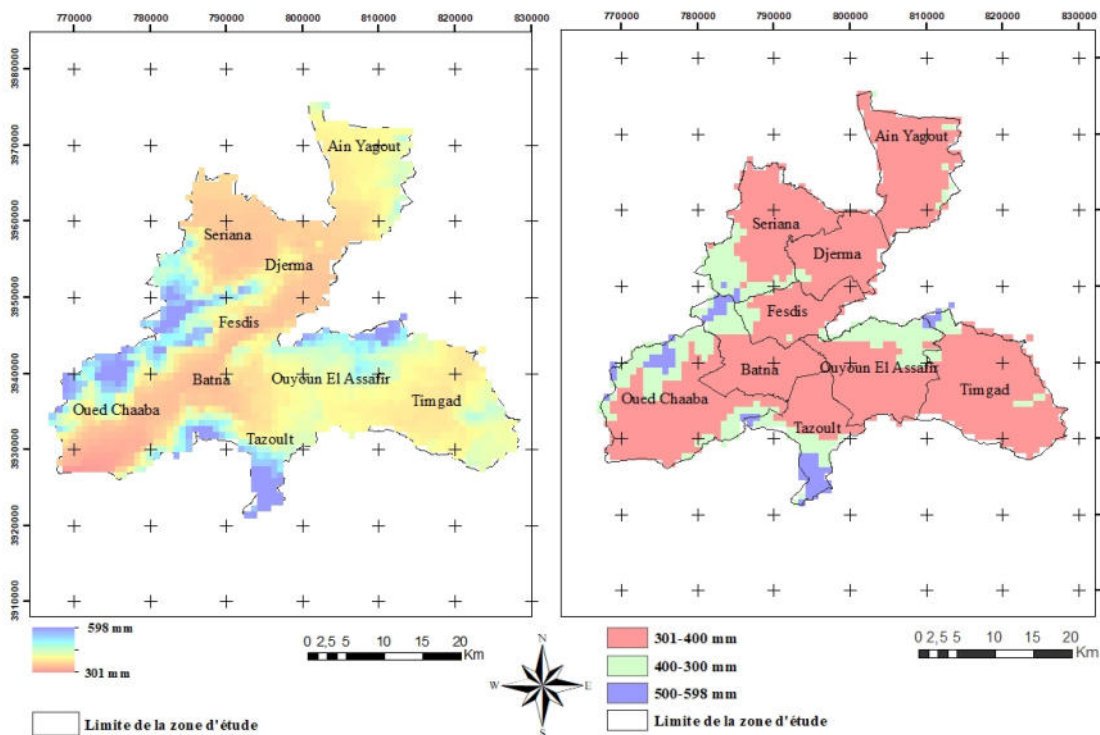 770000 780000 790000 800000 810000 820000 830000
3980000
3970000
3960000
3950000
3940000
3930000
3920000
3910000
Ain Yagout
Seriana
Djerma
Fesdis
Batna
Ouyoun El Assafir
Oued Chaaba
Timgad
Tazoult
598 mm
301 mm
0 2,5 5 10 15 20
Km
Limite de la zone d'étude
N
W E
S
770000 780000 790000 800000 810000 820000 830000
Ain Yagout
Seriana
Djerma
Fesdis
Batna
Ouyoun El Assafir
Oued Chaaba
Timgad
Tazoult
301-400 mm
400-300 mm
500-598 mm
Limite de la zone d'étude
0 2,5 5 10 15 20
Km